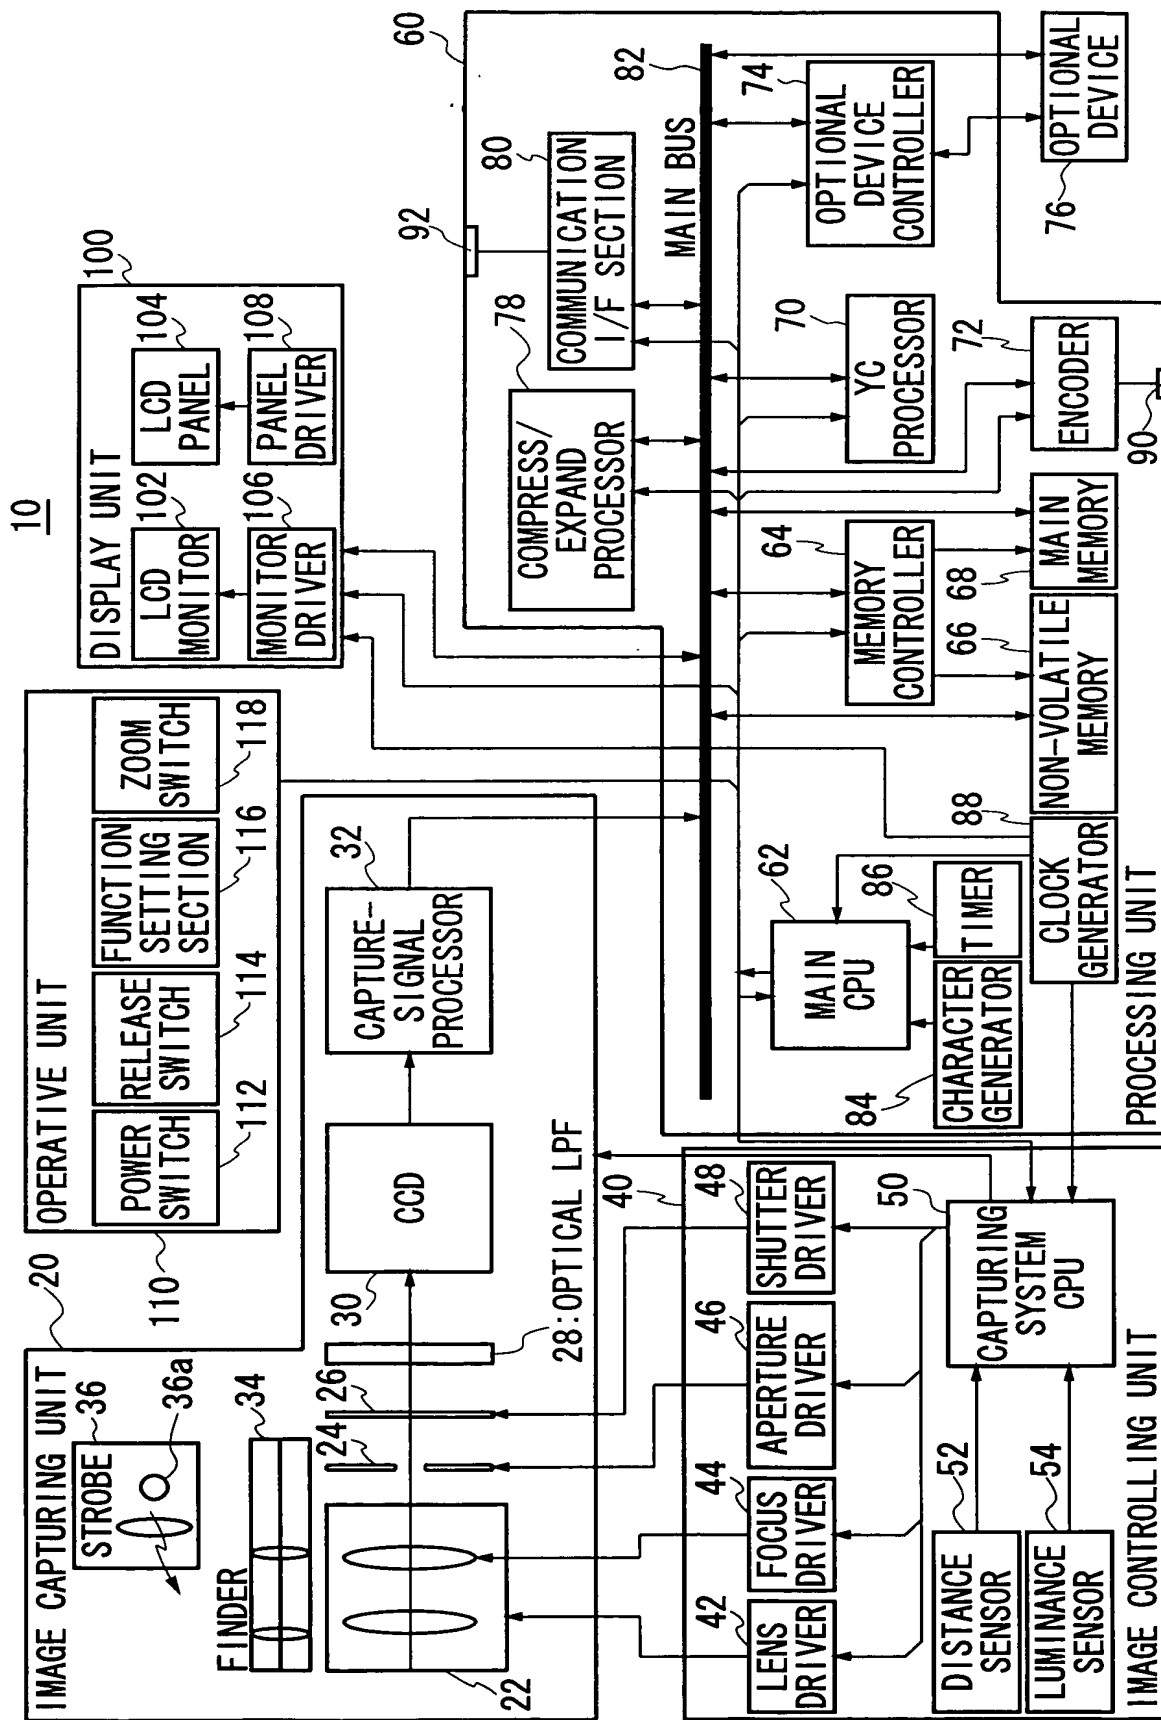 10
IMAGE CAPTURING UNIT
20
STROBE
36
36a
FINDER
34
22
24
26
28:OPTICAL LPF
CCD
30
CAPTURE-
SIGNAL
PROCESSOR
32
OPERATIVE UNIT
110
POWER
SWITCH
112
RELEASE
SWITCH
114
FUNCTION
SETTING
SECTION
116
ZOOM
SWITCH
118
DISPLAY UNIT
100
LCD
MONITOR
102
LCD
PANEL
104
MONITOR
DRIVER
106
PANEL
DRIVER
108
IMAGE CONTROLLING UNIT
40
LENS
DRIVER
42
FOCUS
DRIVER
44
APERTURE
DRIVER
46
SHUTTER
DRIVER
48
CAPTURING
SYSTEM
CPU
50
DISTANCE
SENSOR
52
LUMINANCE
SENSOR
54
PROCESSING UNIT
60
COMPRESS/
EXPAND
PROCESSOR
78
COMMUNICATION
I/F SECTION
80
92
MAIN BUS
82
MAIN
CPU
62
CHARACTER
GENERATOR
84
TIMER
86
CLOCK
GENERATOR
88
MEMORY
CONTROLLER
64
NON-VOLATILE
MEMORY
66
MAIN
MEMORY
68
YC
PROCESSOR
70
ENCODER
72
90
OPTIONAL
DEVICE
CONTROLLER
74
OPTIONAL
DEVICE
76